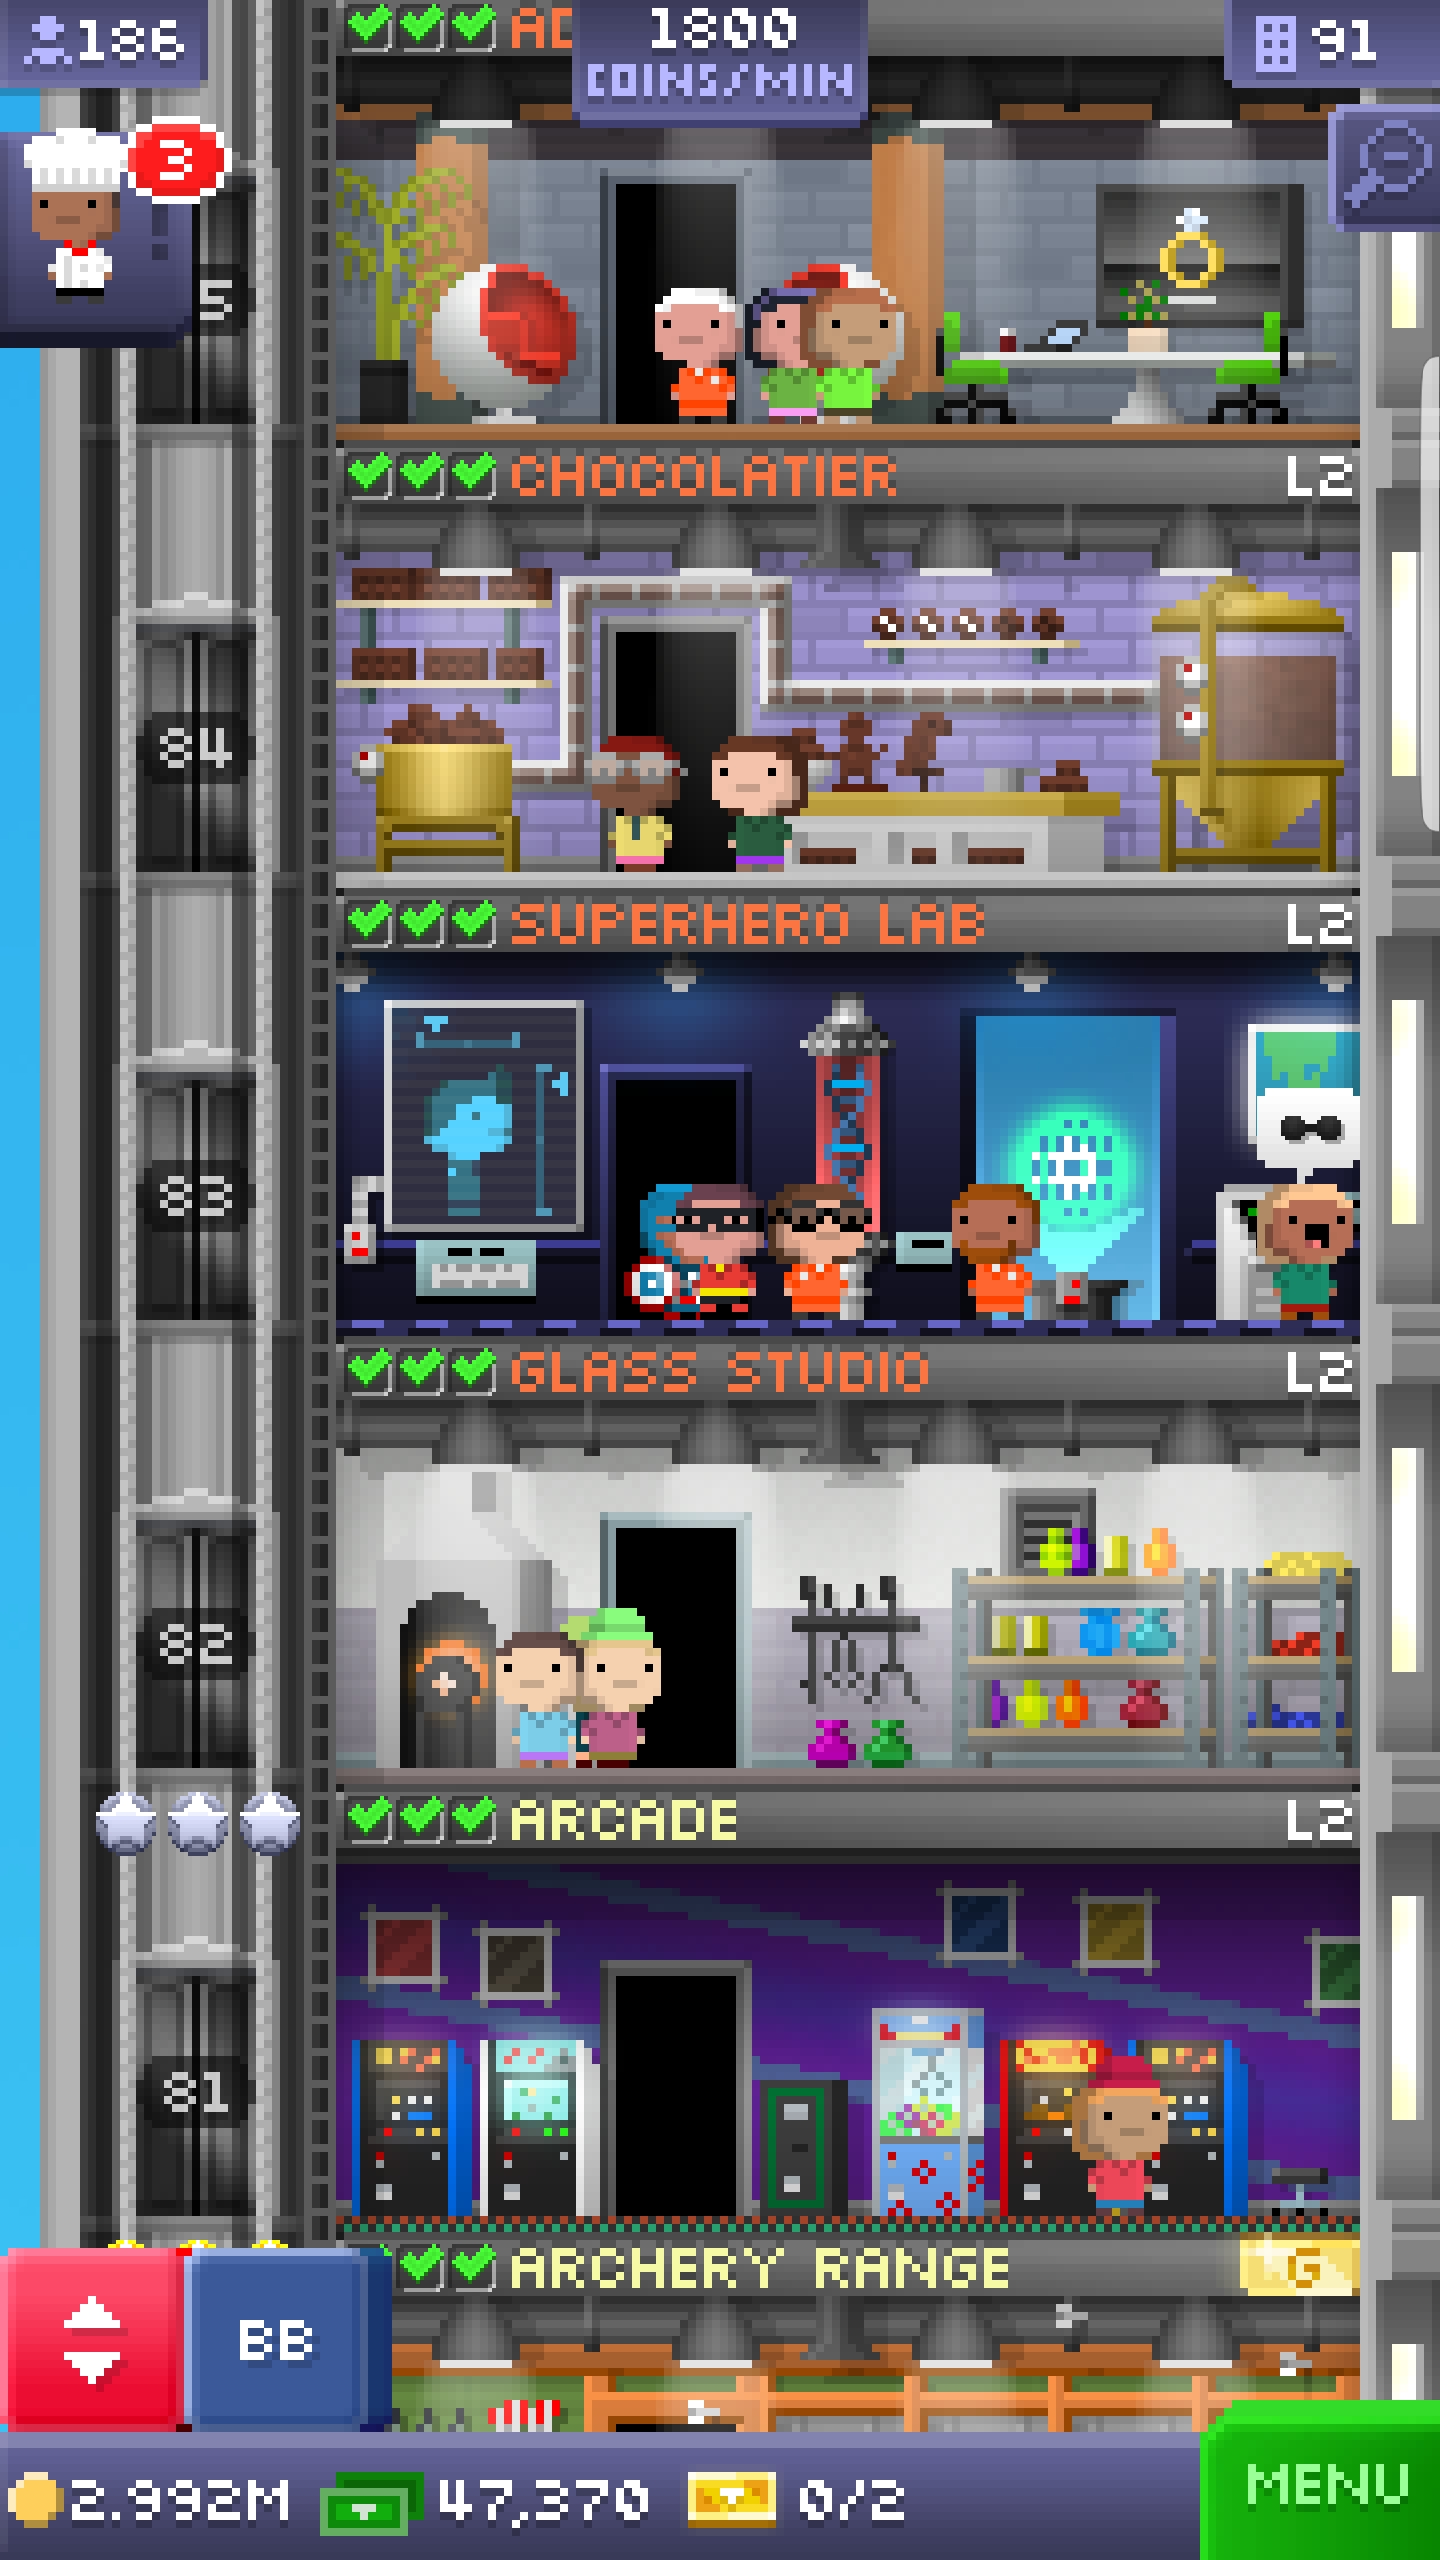 186
AD
1800
COINS/MIN
91
3
5
CHOCOLATIER L2
84
SUPERHERO LAB L2
83
GLASS STUDIO L2
82
ARCADE L2
81
ARCHERY RANGE G
BB
2.992M 47,370 0/2
MENU